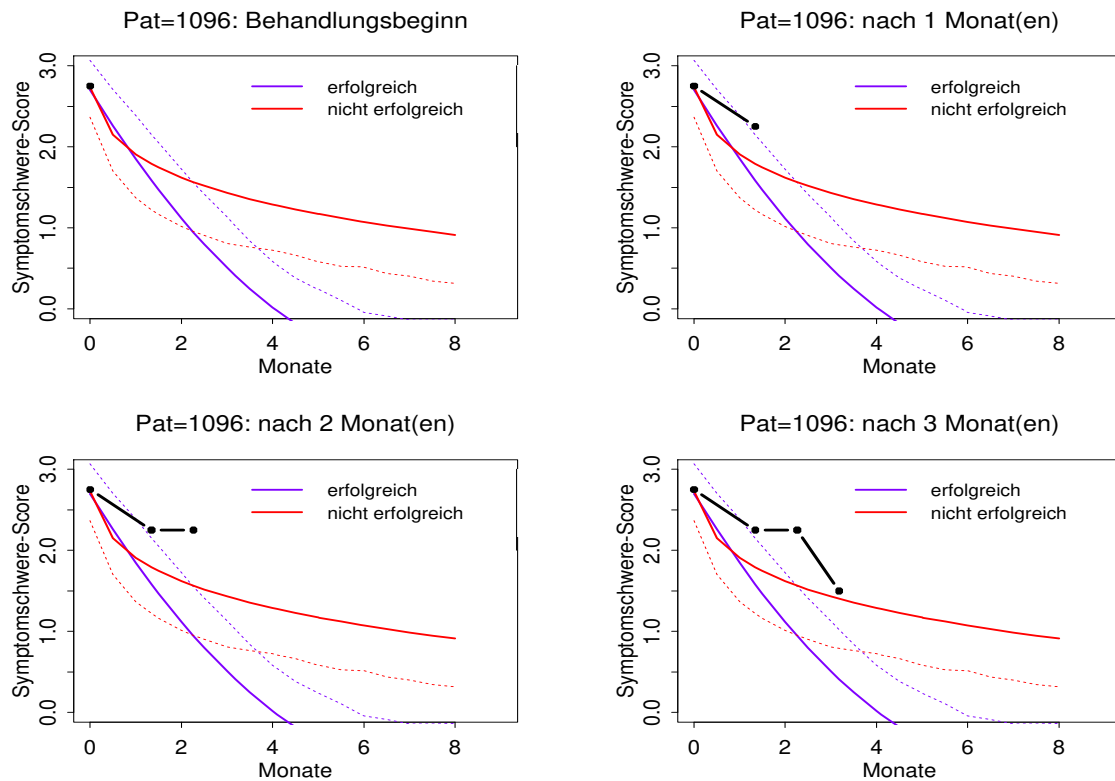 Pat=1096: Behandlungsbeginn
Symptomschwere-Score
3.0
2.0
1.0
0.0
erfolgreich
nicht erfolgreich
0 2 4 6 8
Monate
Pat=1096: nach 1 Monat(en)
Symptomschwere-Score
3.0
2.0
1.0
0.0
erfolgreich
nicht erfolgreich
0 2 4 6 8
Monate
Pat=1096: nach 2 Monat(en)
Symptomschwere-Score
3.0
2.0
1.0
0.0
erfolgreich
nicht erfolgreich
0 2 4 6 8
Monate
Pat=1096: nach 3 Monat(en)
Symptomschwere-Score
3.0
2.0
1.0
0.0
erfolgreich
nicht erfolgreich
0 2 4 6 8
Monate